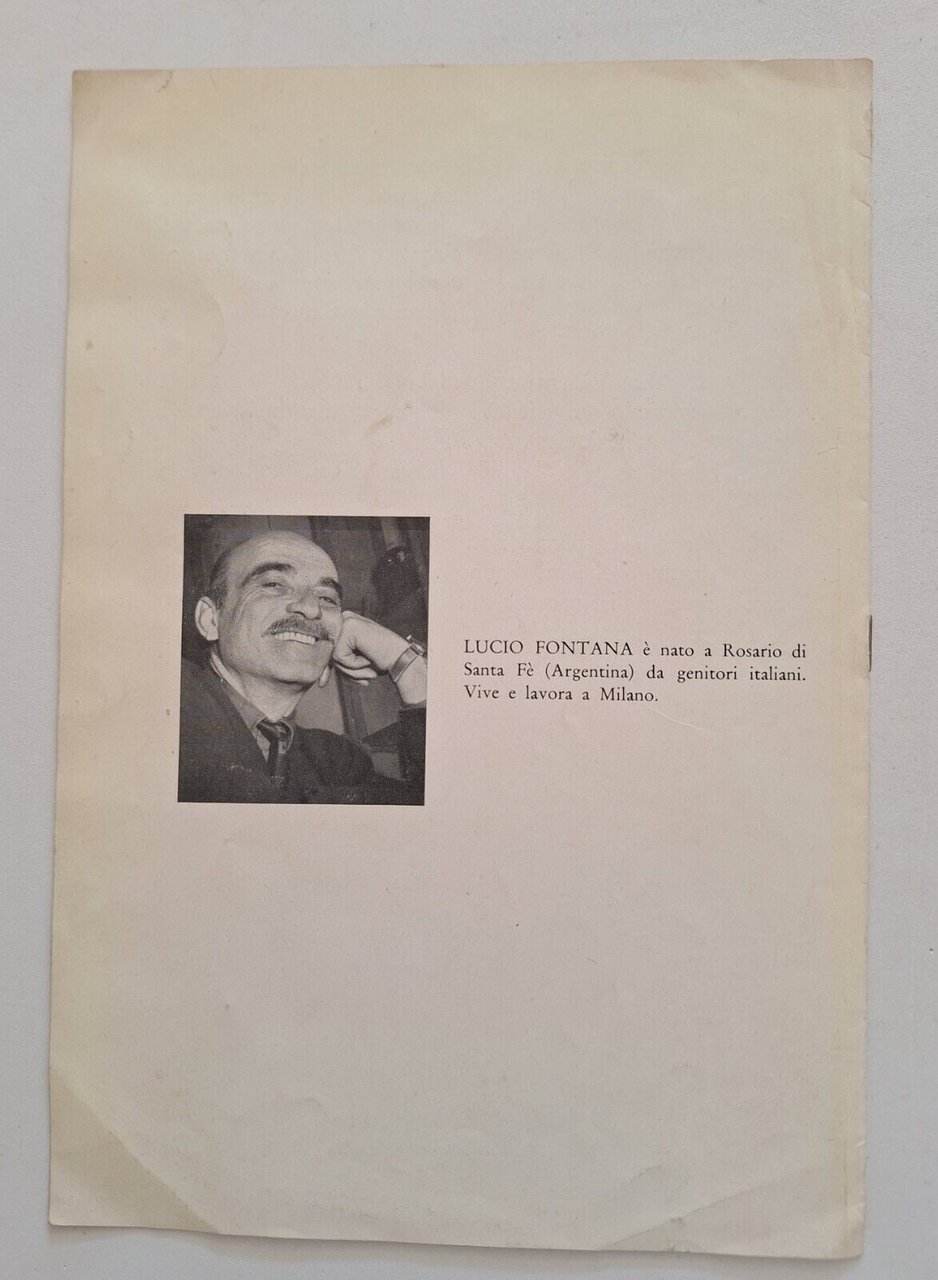 LUCIO FONTANA è nato a Rosario di
Santa Fè (Argentina) da genitori italiani.
Vive e lavora a Milano.